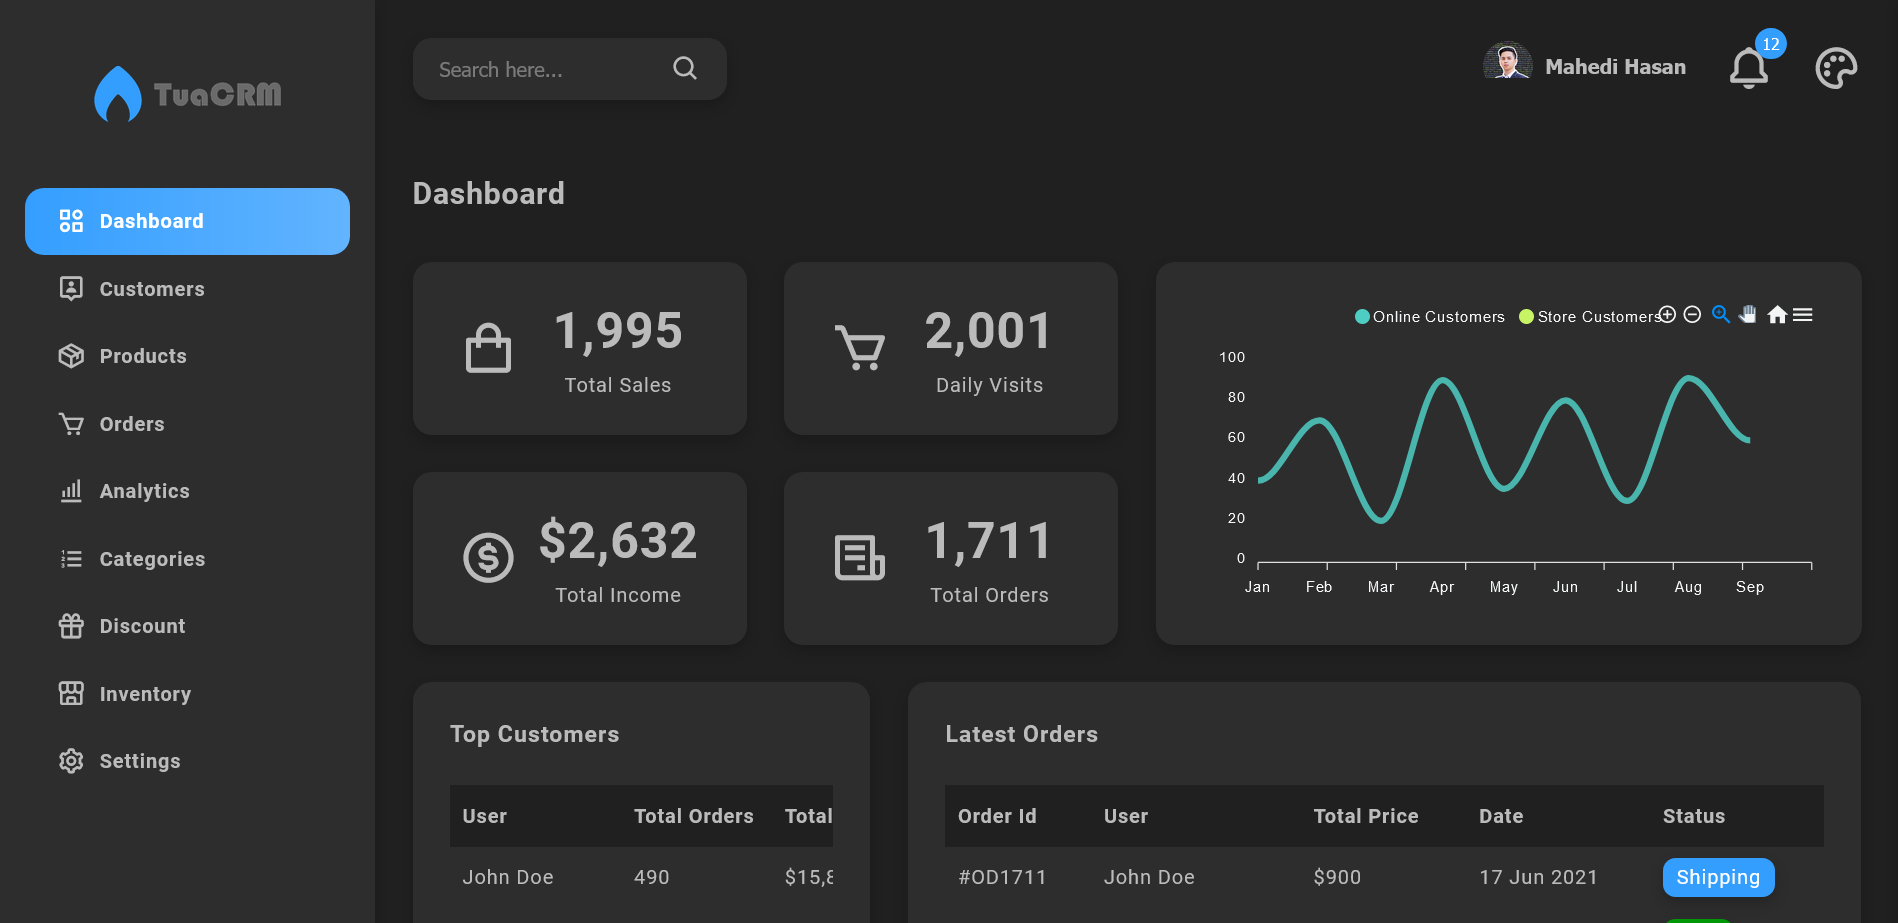 TuaCRM
Dashboard
Customers
Products
Orders
Analytics
Categories
Discount
Inventory
Settings
Search here...
Mahedi Hasan
12
Dashboard
1,995
Total Sales
2,001
Daily Visits
$2,632
Total Income
1,711
Total Orders
Online Customers Store Customers
100
80
60
40
20
0
Jan Feb Mar Apr May Jun Jul Aug Sep
Top Customers
User Total Orders Total
John Doe 490 $15,8
Latest Orders
Order Id User Total Price Date Status
#OD1711 John Doe $900 17 Jun 2021 Shipping